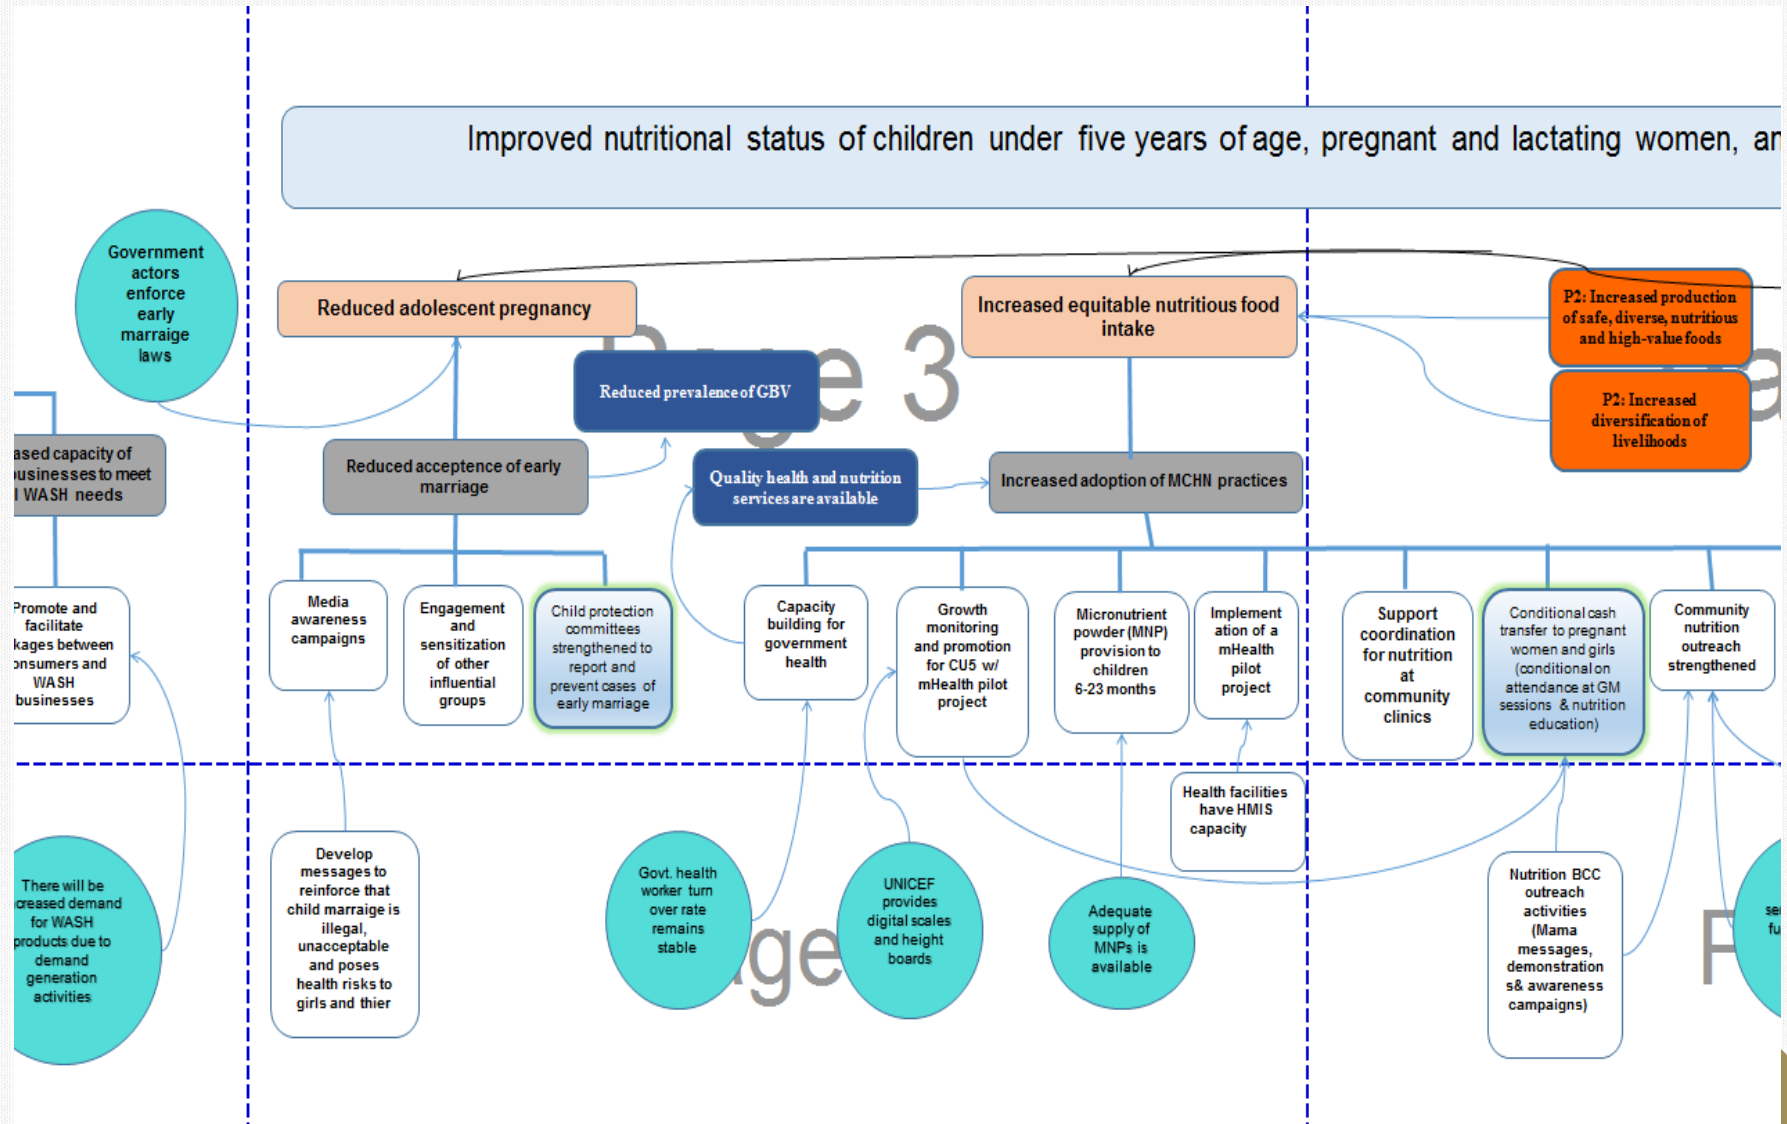 Improved nutritional status of children under five years of age, pregnant and lactating women,
Government
actors
enforce
early
marraige
laws
Reduced adolescent pregnancy
Increased equitable nutritious food
intake
P2: Increased production
of safe, diverse, nutritious
and high-value foods
Page 3
Reduced prevalence of GBV
P2: Increased
diversification of
livelihoods
capacity of
to meet
WASH needs
Reduced acceptence of early
marriage
Quality health and nutrition
services are available
Increased adoption of MCHN practices
Promote and
facilitate
between
and
WASH
businesses
Media
awareness
campaigns
Engagement
and
sensitization
of other
influential
groups
Child protection
committees
strengthened to
report and
prevent cases of
early marriage
Capacity
building for
government
health
Growth
monitoring
and promotion
for CU5 w/
mHealth pilot
project
Micronutrient
powder (MNP)
provision to
children
6-23 months
Implement
ation of a
mHealth
pilot
project
Support
coordination
for nutrition
at
community
clinics
Conditional cash
transfer to pregnant
women and girls
(conditional on
attendance at GM
sessions & nutrition
education)
Community
nutrition
outreach
strengthened
Health facilities
have HMIS
capacity
There will be
demand
for WASH
products due to
demand
generation
activities
Develop
messages to
reinforce that
child marraige is
illegal,
unacceptable
and poses
health risks to
girls and thier
Govt. health
worker turn
over rate
remains
stable
UNICEF
provides
digital scales
and height
boards
Adequate
supply of
MNPs is
available
Nutrition BCC
outreach
activities
(Mama
messages,
demonstration
s& awareness
campaigns)